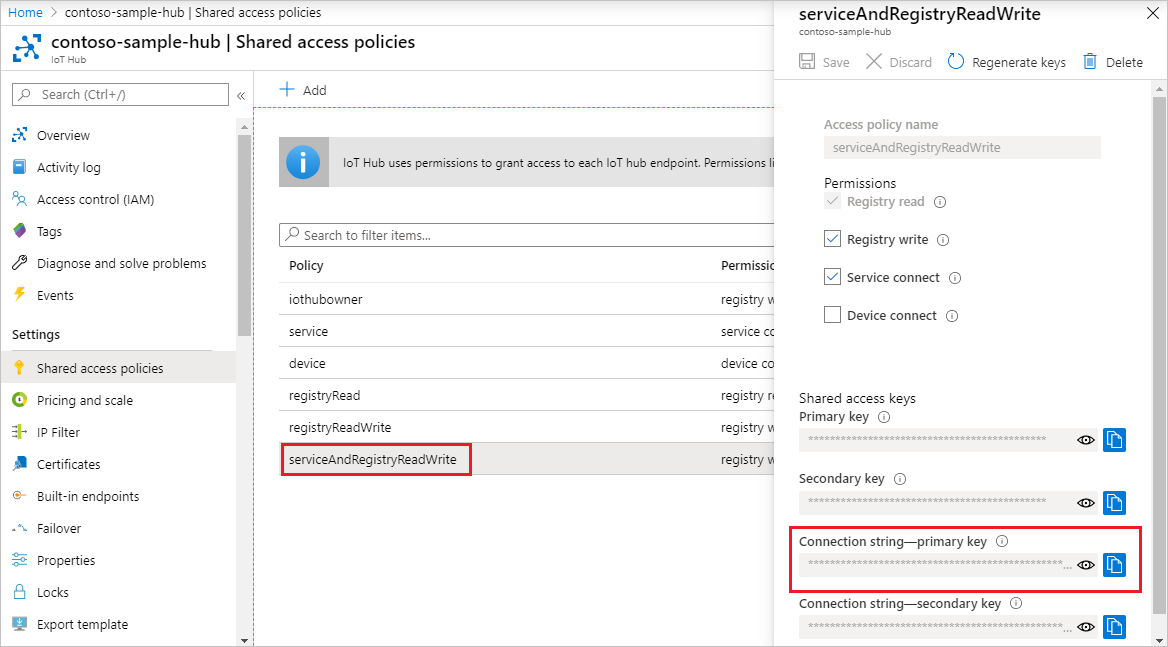 Home > contoso-sample-hub | Shared access policies
contoso-sample-hub | Shared access policies
IoT Hub
Search (Ctrl+/)
Overview
Activity log
Access control (IAM)
Tags
Diagnose and solve problems
Events
Settings
Shared access policies
Pricing and scale
IP Filter
Certificates
Built-in endpoints
Failover
Properties
Locks
Export template
Add
IoT Hub uses permissions to grant access to each IoT hub endpoint. Permissions li
Search to filter items...
Policy Permissio
iothubowner registry w
service service co
device device co
registryRead registry re
registryReadWrite registry w
serviceAndRegistryReadWrite registry w
serviceAndRegistryReadWrite
contoso-sample-hub
Save Discard Regenerate keys Delete
Access policy name
serviceAndRegistryReadWrite
Permissions
Registry read
Registry write
Service connect
Device connect
Shared access keys
Primary key
Secondary key
Connection string—primary key
Connection string—secondary key